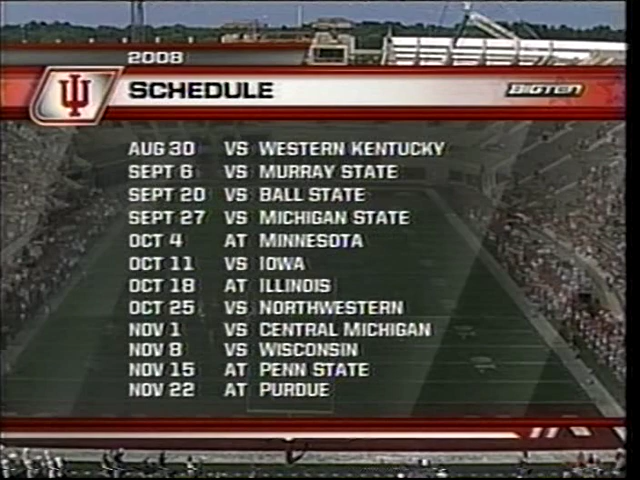 2008
IU
SCHEDULE
BIGTEN
AUG 30 VS WESTERN KENTUCKY
SEPT 6 VS MURRAY STATE
SEPT 20 VS BALL STATE
SEPT 27 VS MICHIGAN STATE
OCT 4 AT MINNESOTA
OCT 11 VS IOWA
OCT 18 AT ILLINOIS
OCT 25 VS NORTHWESTERN
NOV 1 VS CENTRAL MICHIGAN
NOV 8 VS WISCONSIN
NOV 15 AT PENN STATE
NOV 22 AT PURDUE